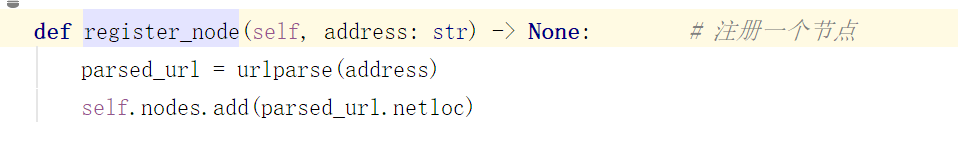 def register_node(self, address: str) -> None:        # 注册一个节点
    parsed_url = urlparse(address)
    self.nodes.add(parsed_url.netloc)